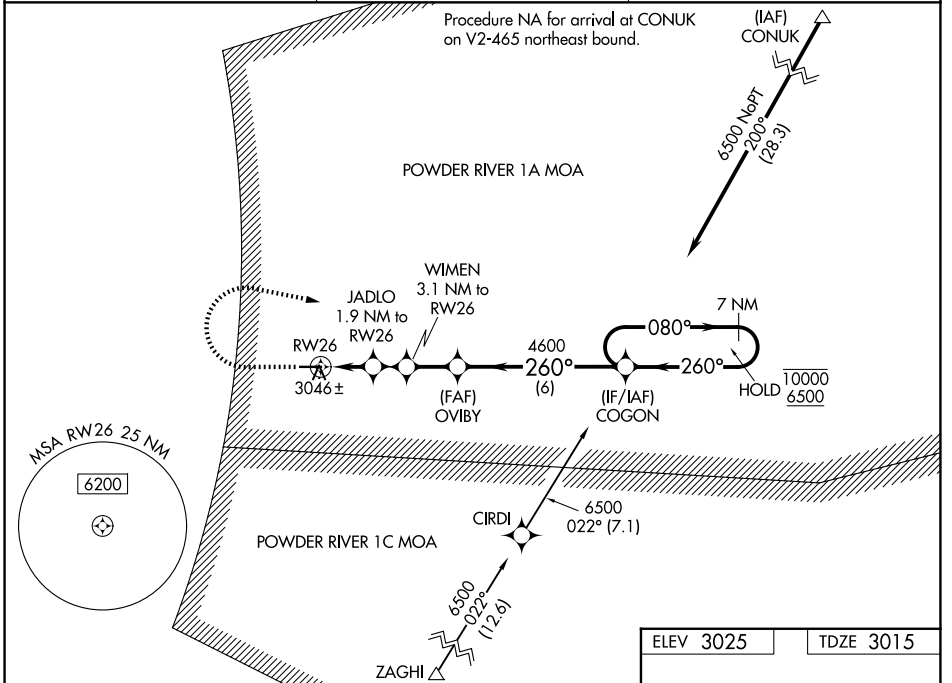 Procedure NA for arrival at CONUK
on V2-465 northeast bound.
(IAF)
CONUK
6500 NoPT
200°
(28.3)
POWDER RIVER 1A MOA
WIMEN
3.1 NM to
RW26
JADLO
1.9 NM to
RW26
7 NM
080°
RW26
3046±
4600
260°
(6)
260°
HOLD
10000
6500
(FAF)
OVIBY
(IF/IAF)
COGON
MSA RW26 25 NM
6200
CIRDI
6500
022° (7.1)
POWDER RIVER 1C MOA
6500
022°
(12.6)
ZAGHI
ELEV 3025
TDZE 3015